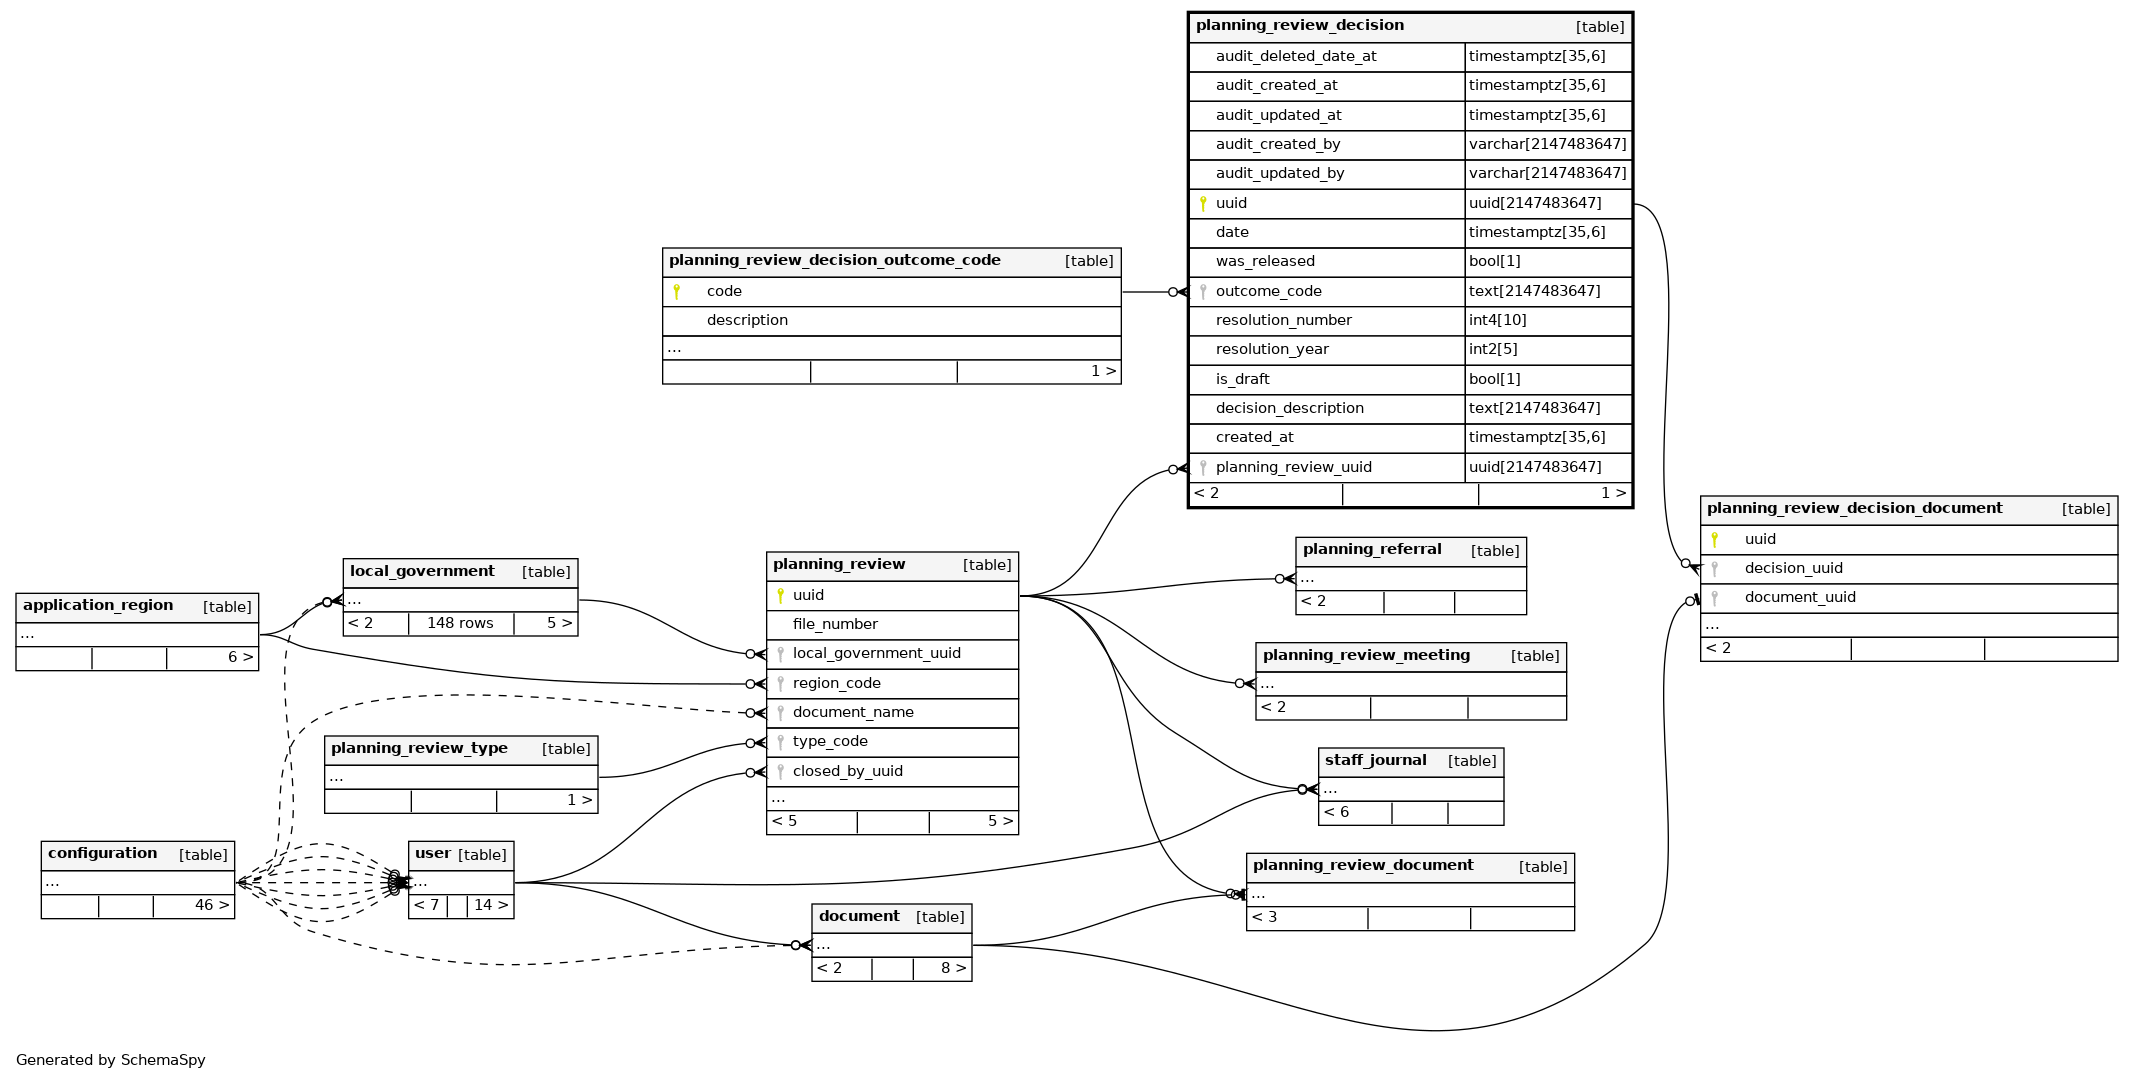 planning_review_decision [table]
audit_deleted_date_at timestamptz[35,6]
audit_created_at timestamptz[35,6]
audit_updated_at timestamptz[35,6]
audit_created_by varchar[2147483647]
audit_updated_by varchar[2147483647]
uuid uuid[2147483647]
date timestamptz[35,6]
was_released bool[1]
outcome_code text[2147483647]
resolution_number int4[10]
resolution_year int2[5]
is_draft bool[1]
decision_description text[2147483647]
created_at timestamptz[35,6]
planning_review_uuid uuid[2147483647]
< 2 1 >
planning_review_decision_outcome_code [table]
code
description
...
1 >
planning_review_decision_document [table]
uuid
decision_uuid
document_uuid
...
< 2
application_region [table]
...
6 >
local_government [table]
...
< 2 148 rows 5 >
planning_review [table]
uuid
file_number
local_government_uuid
region_code
document_name
type_code
closed_by_uuid
...
< 5 5 >
planning_referral [table]
...
< 2
planning_review_meeting [table]
...
< 2
planning_review_type [table]
...
1 >
staff_journal [table]
...
< 6
configuration [table]
...
46 >
user [table]
...
< 7 14 >
planning_review_document [table]
...
< 3
document [table]
...
< 2 8 >
Generated by SchemaSpy